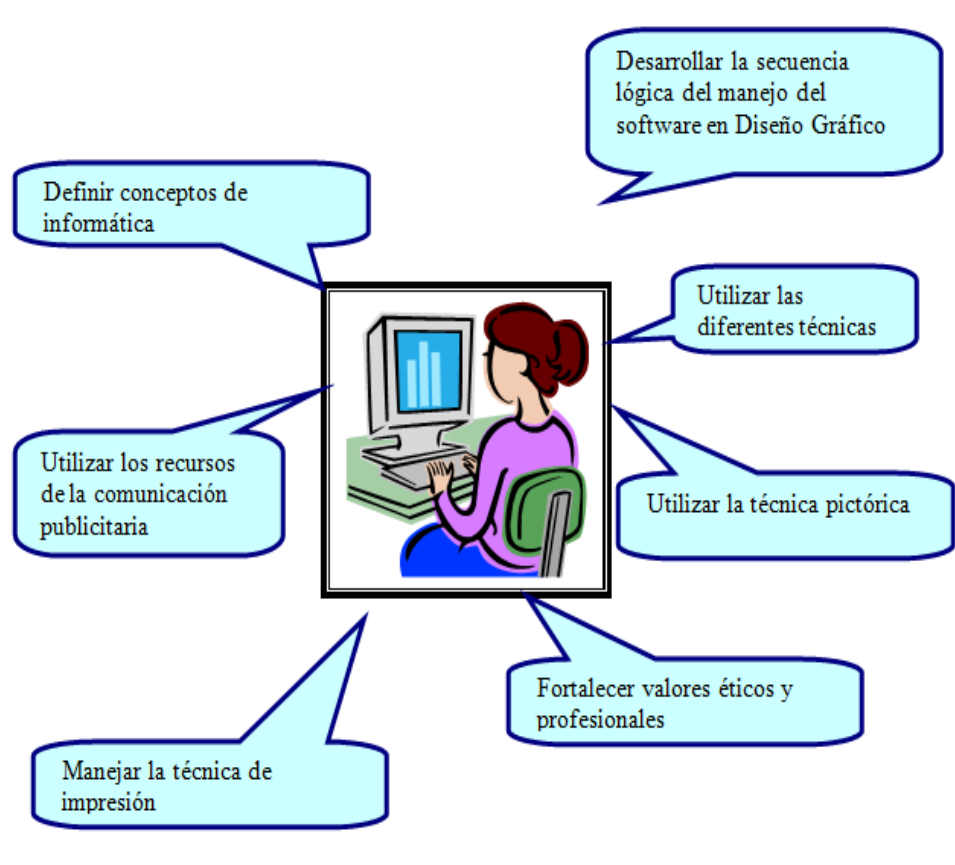 Desarrollar la secuencia
lógica del manejo del
software en Diseño Gráfico
Definir conceptos de
informática
Utilizar las
diferentes técnicas
Utilizar los recursos
de la comunicación
publicitaria
Utilizar la técnica pictórica
Fortalecer valores éticos y
profesionales
Manejar la técnica de
impresión